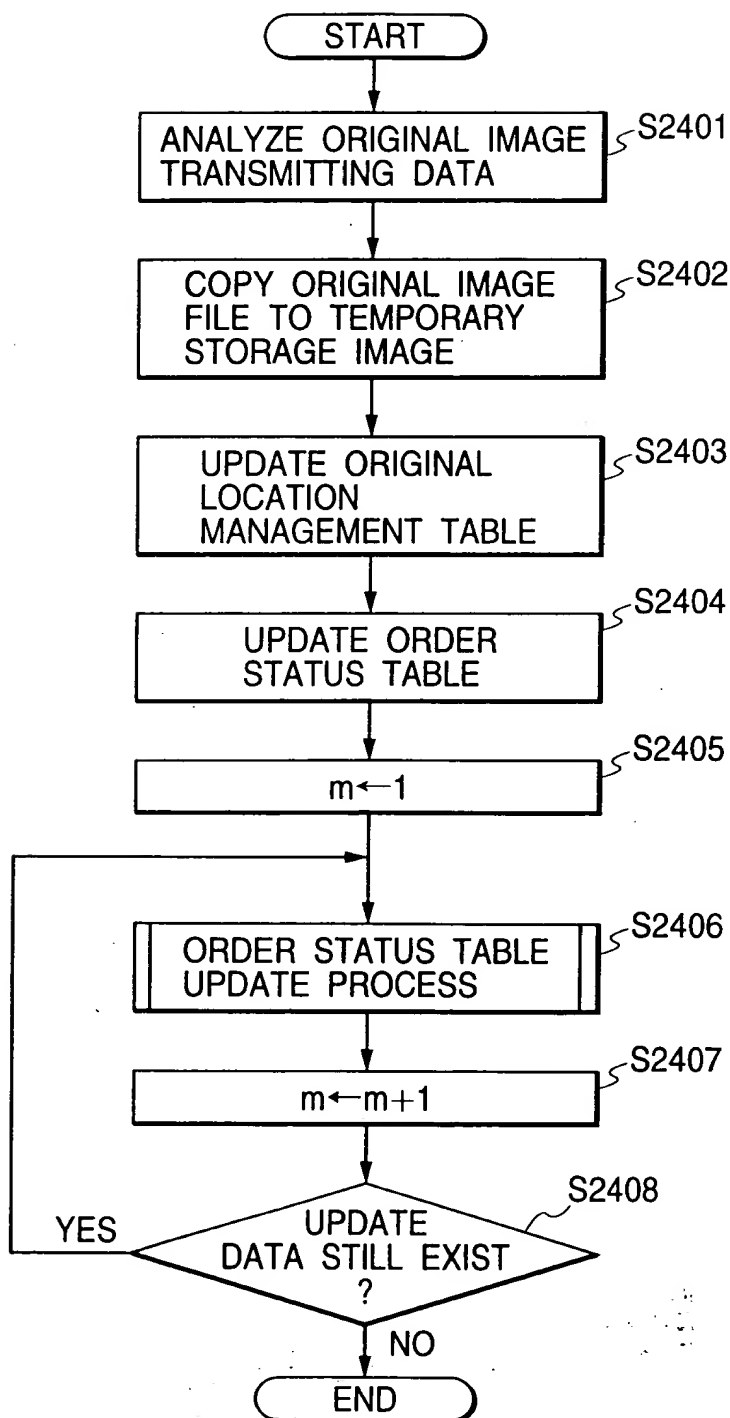 START
ANALYZE ORIGINAL IMAGE
TRANSMITTING DATA
S2401
COPY ORIGINAL IMAGE
FILE TO TEMPORARY
STORAGE IMAGE
S2402
UPDATE ORIGINAL
LOCATION
MANAGEMENT TABLE
S2403
UPDATE ORDER
STATUS TABLE
S2404
m←1
S2405
ORDER STATUS TABLE
UPDATE PROCESS
S2406
m←m+1
S2407
UPDATE
DATA STILL EXIST
?
S2408
YES
NO
END